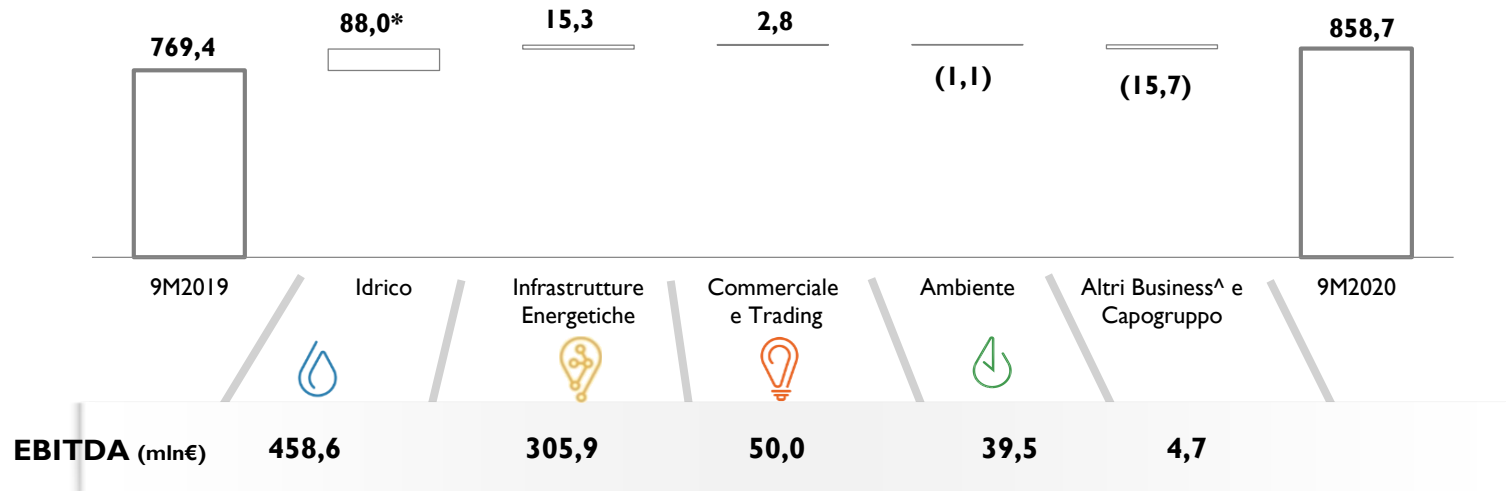 769,4
88,0*
15,3
2,8
(1,1)
(15,7)
858,7
9M2019
Idrico
Infrastrutture
Energetiche
Commerciale
e Trading
Ambiente
Altri Business^ e
Capogruppo
9M2020
EBITDA (mln€) 458,6 305,9 50,0 39,5 4,7